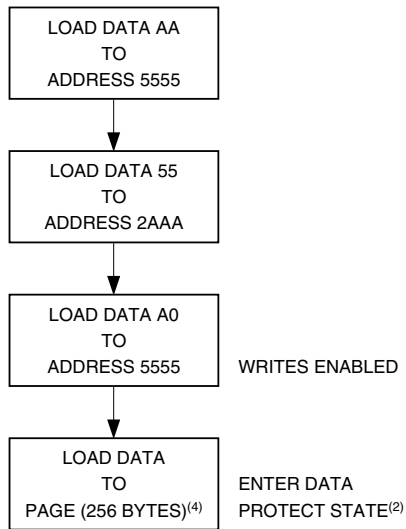 LOAD DATA AA
TO
ADDRESS 5555
LOAD DATA 55
TO
ADDRESS 2AAA
LOAD DATA A0
TO
ADDRESS 5555
WRITES ENABLED
LOAD DATA
TO
PAGE (256 BYTES)(4)
ENTER DATA
PROTECT STATE(2)